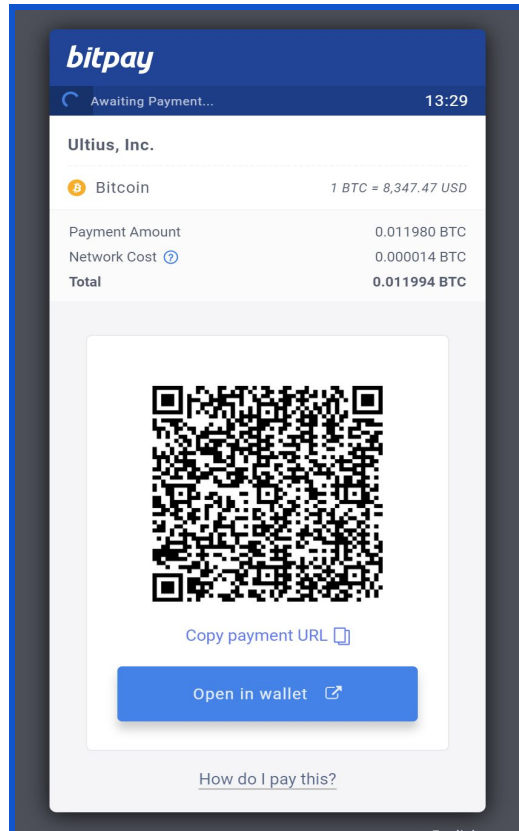 bitpay
Awaiting Payment... 13:29
Ultius, Inc.
Bitcoin 1 BTC = 8,347.47 USD
Payment Amount 0.011980 BTC
Network Cost ? 0.000014 BTC
Total 0.011994 BTC
Copy payment URL
Open in wallet
How do I pay this?